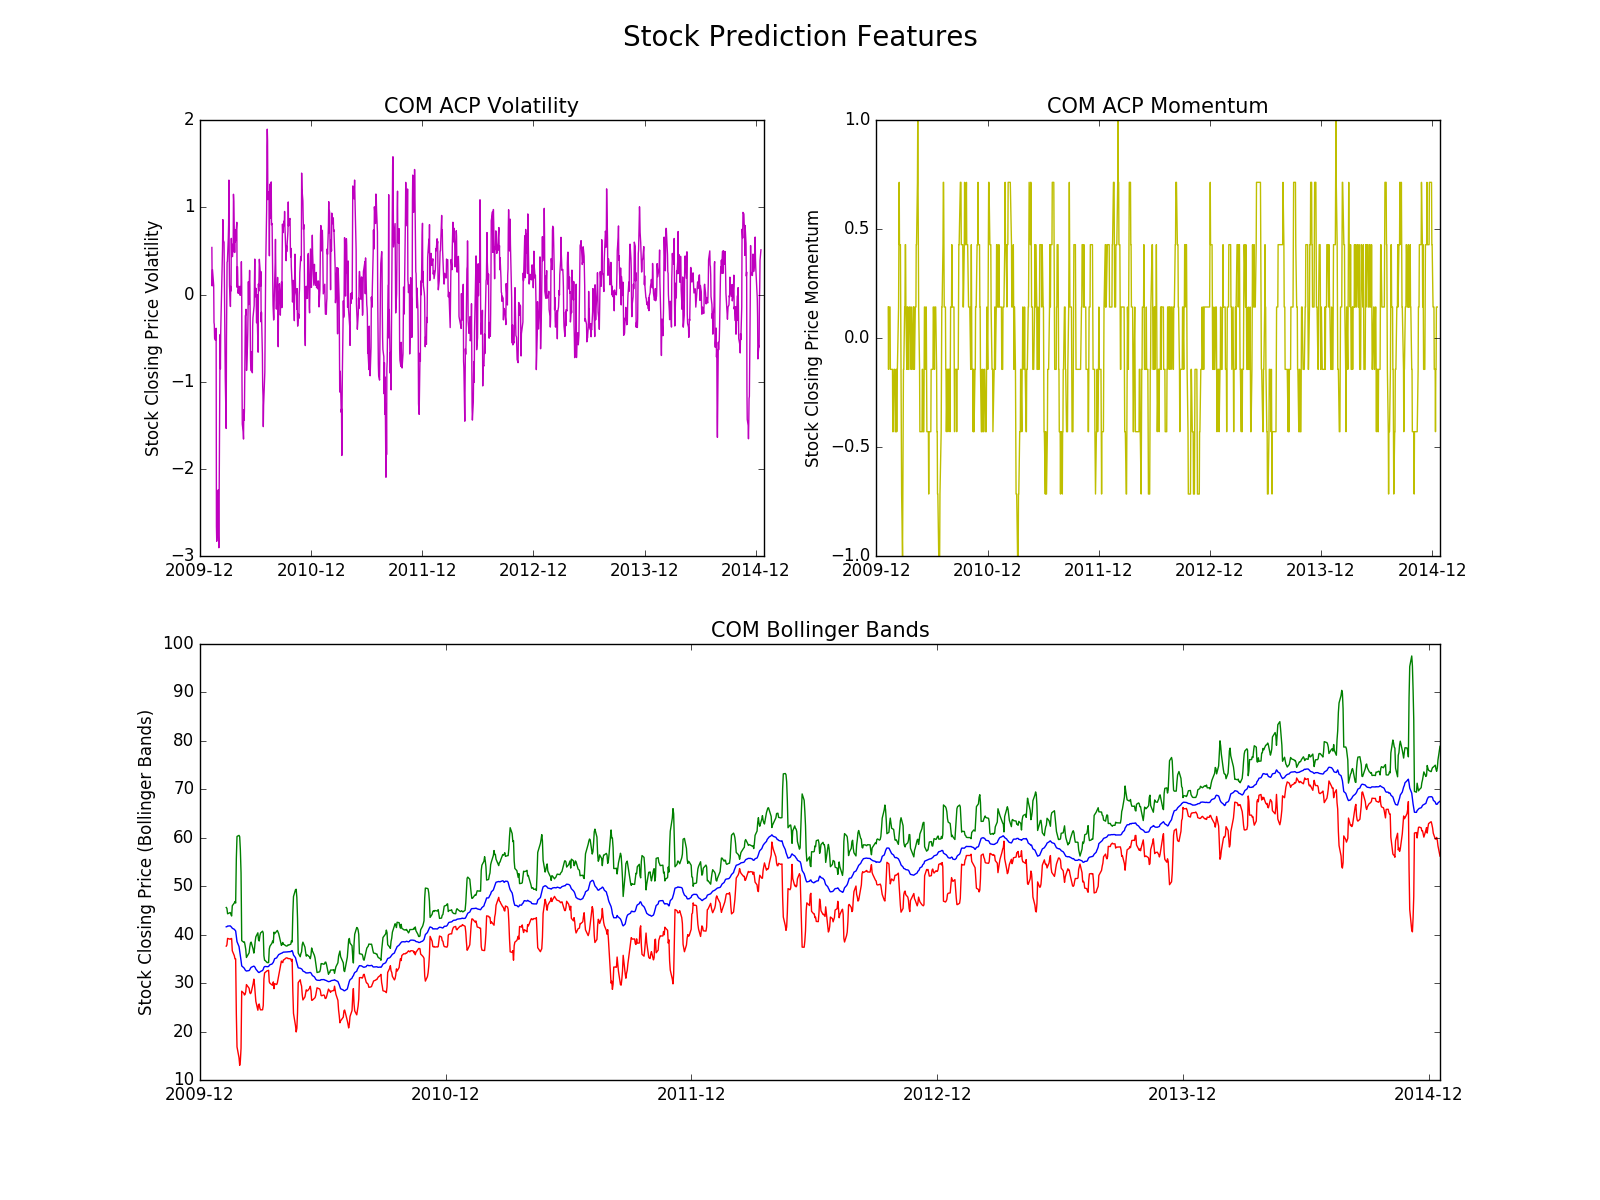 Stock Prediction Features
COM ACP Volatility
Stock Closing Price Volatility
2
1
0
−1
−2
−3
2009-12 2010-12 2011-12 2012-12 2013-12 2014-12
COM ACP Momentum
Stock Closing Price Momentum
1.0
0.5
0.0
−0.5
−1.0
2009-12 2010-12 2011-12 2012-12 2013-12 2014-12
COM Bollinger Bands
Stock Closing Price (Bollinger Bands)
100
90
80
70
60
50
40
30
20
10
2009-12 2010-12 2011-12 2012-12 2013-12 2014-12